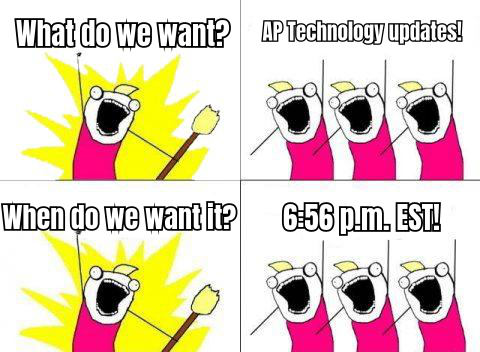 What do we want?
AP Technology updates!
When do we want it?
6:56 p.m. EST!